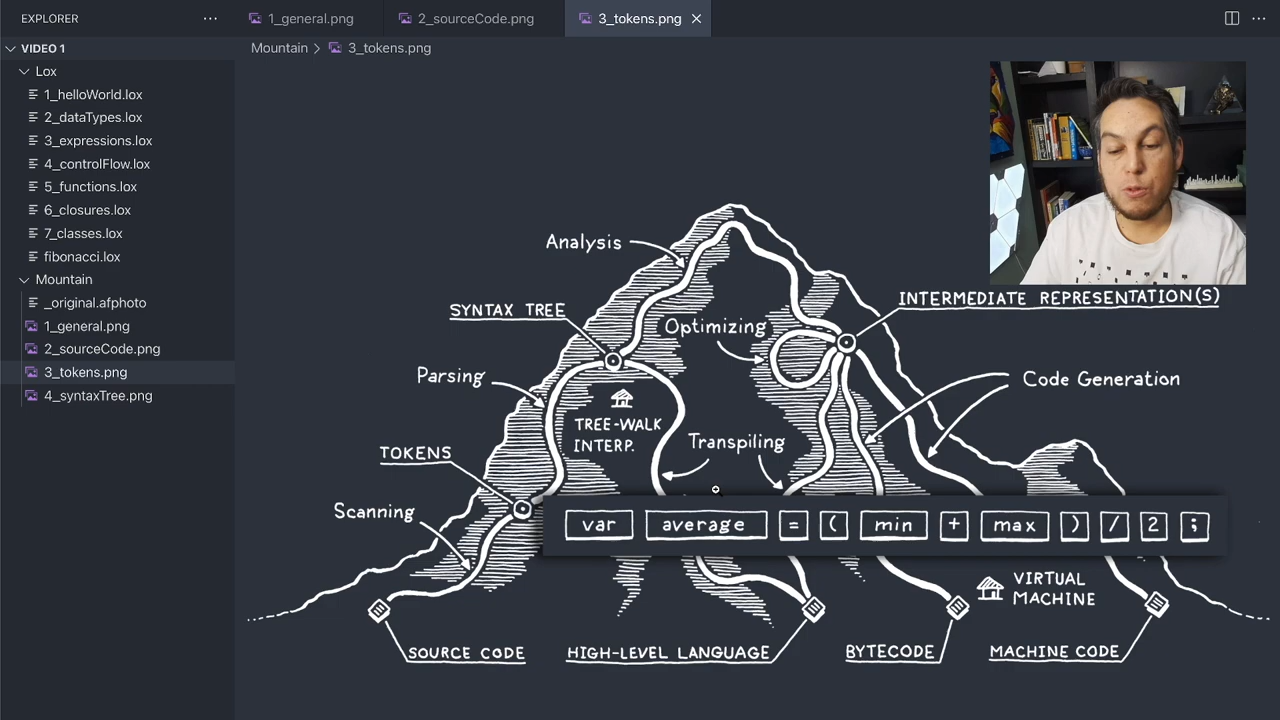 EXPLORER
1_general.png
2_sourceCode.png
3_tokens.png
VIDEO 1
Mountain > 3_tokens.png
Lox
1_helloWorld.lox
2_dataTypes.lox
3_expressions.lox
4_controlFlow.lox
5_functions.lox
6_closures.lox
7_classes.lox
fibonacci.lox
Mountain
_original.afphoto
1_general.png
2_sourceCode.png
3_tokens.png
4_syntaxTree.png
Analysis
SYNTAX TREE
INTERMEDIATE REPRESENTATION(S)
Optimizing
Parsing
Code Generation
TREE-WALK
INTERP.
Transpiling
TOKENS
Scanning
var average = ( min + max ) / 2 ;
VIRTUAL
MACHINE
SOURCE CODE
HIGH-LEVEL LANGUAGE
BYTECODE
MACHINE CODE